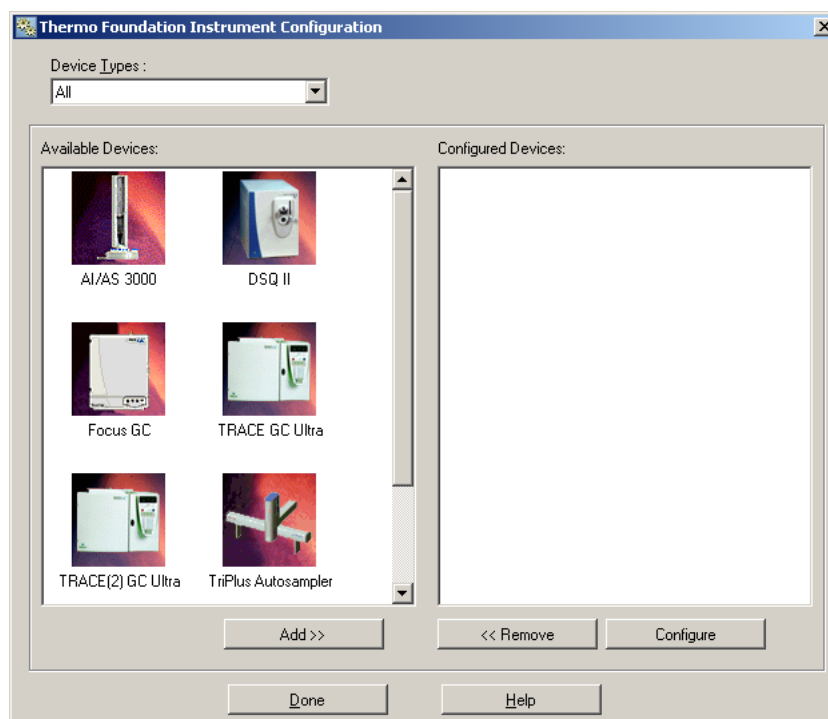 Thermo Foundation Instrument Configuration
Device Types :
All
Available Devices:
Configured Devices:
AI/AS 3000
DSQ II
Focus GC
TRACE GC Ultra
TRACE(2) GC Ultra
TriPlus Autosampler
Add >>
<< Remove
Configure
Done
Help